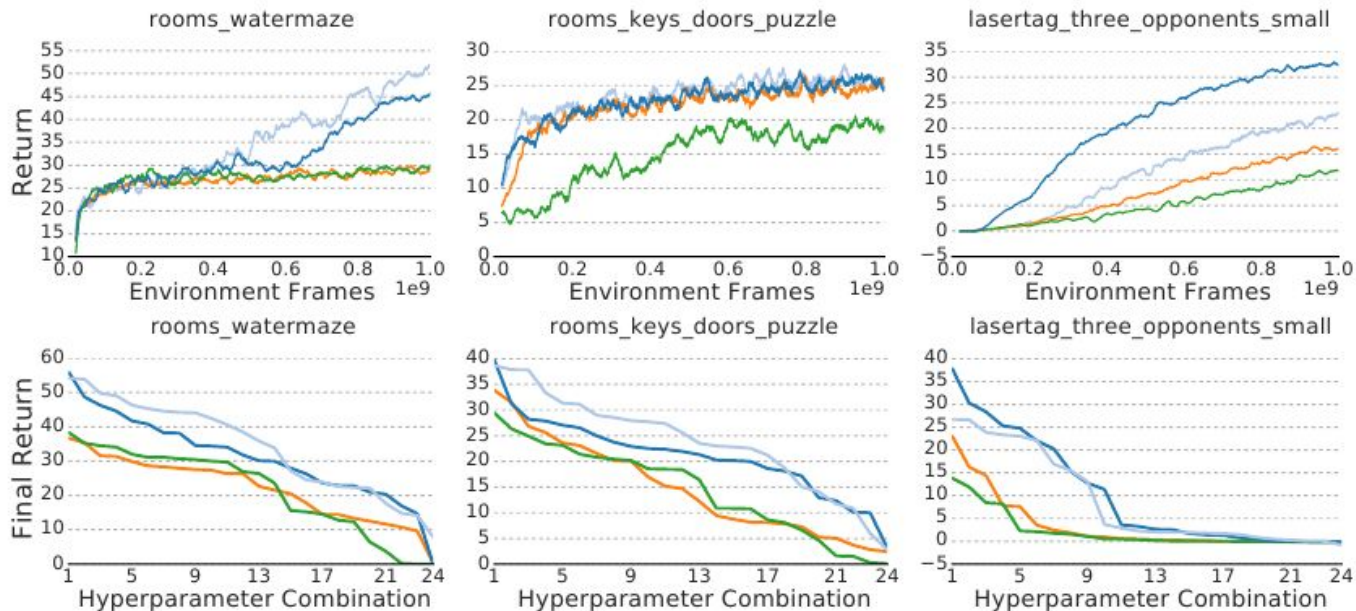 rooms_watermaze
rooms_keys_doors_puzzle
lasertag_three_opponents_small
Return
55
50
45
40
35
30
25
20
15
10
0.0 0.2 0.4 0.6 0.8 1.0
Environment Frames 1e9
30
25
20
15
10
5
0
0.0 0.2 0.4 0.6 0.8 1.0
Environment Frames 1e9
35
30
25
20
15
10
5
0
−5
0.0 0.2 0.4 0.6 0.8 1.0
Environment Frames 1e9
rooms_watermaze
rooms_keys_doors_puzzle
lasertag_three_opponents_small
Final Return
60
50
40
30
20
10
0
1 5 9 13 17 21 24
Hyperparameter Combination
40
35
30
25
20
15
10
5
0
1 5 9 13 17 21 24
Hyperparameter Combination
40
35
30
25
20
15
10
5
0
−5
1 5 9 13 17 21 24
Hyperparameter Combination